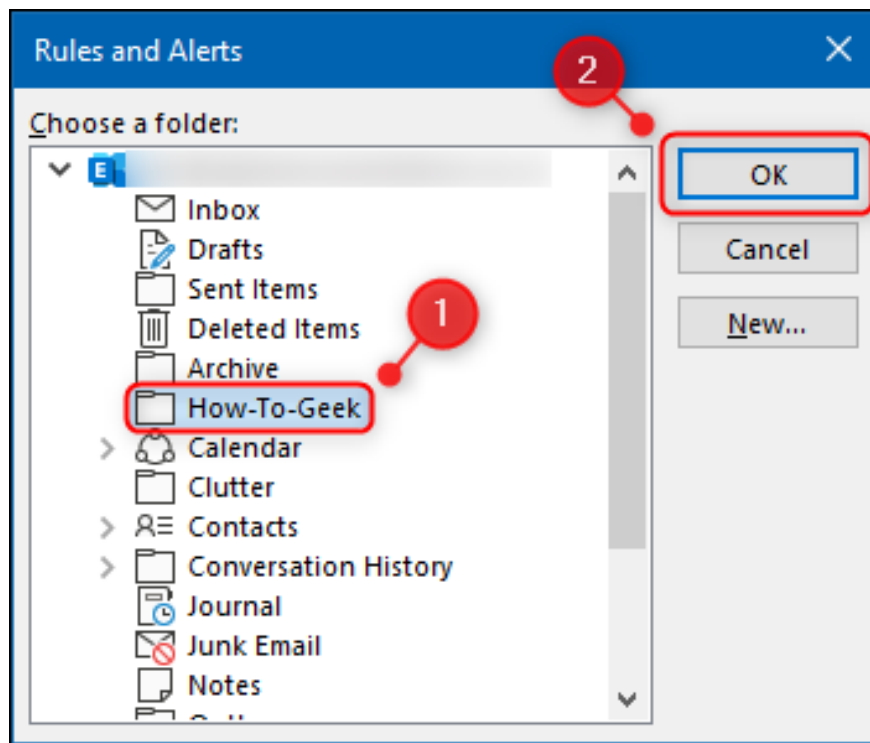 Rules and Alerts
2
Choose a folder:
E
OK
Inbox
Drafts
Cancel
Sent Items
1
Deleted Items
New...
Archive
How-To-Geek
Calendar
Clutter
Contacts
Conversation History
Journal
Junk Email
Notes